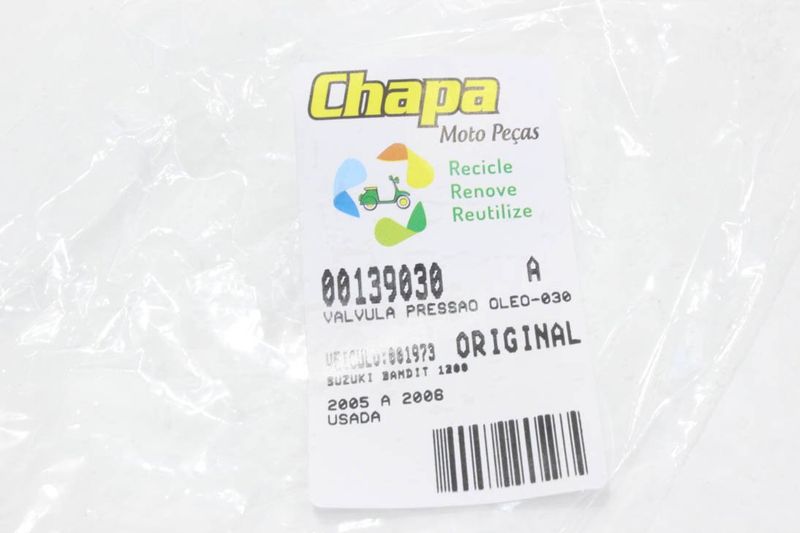 Chapa
Moto Peças
Recicle
Renove
Reutilize
00139030 A
VALVULA PRESSAO OLEO-030
VEICULO:001973 ORIGINAL
SUZUKI BANDIT 1200
2005 A 2006
USADA